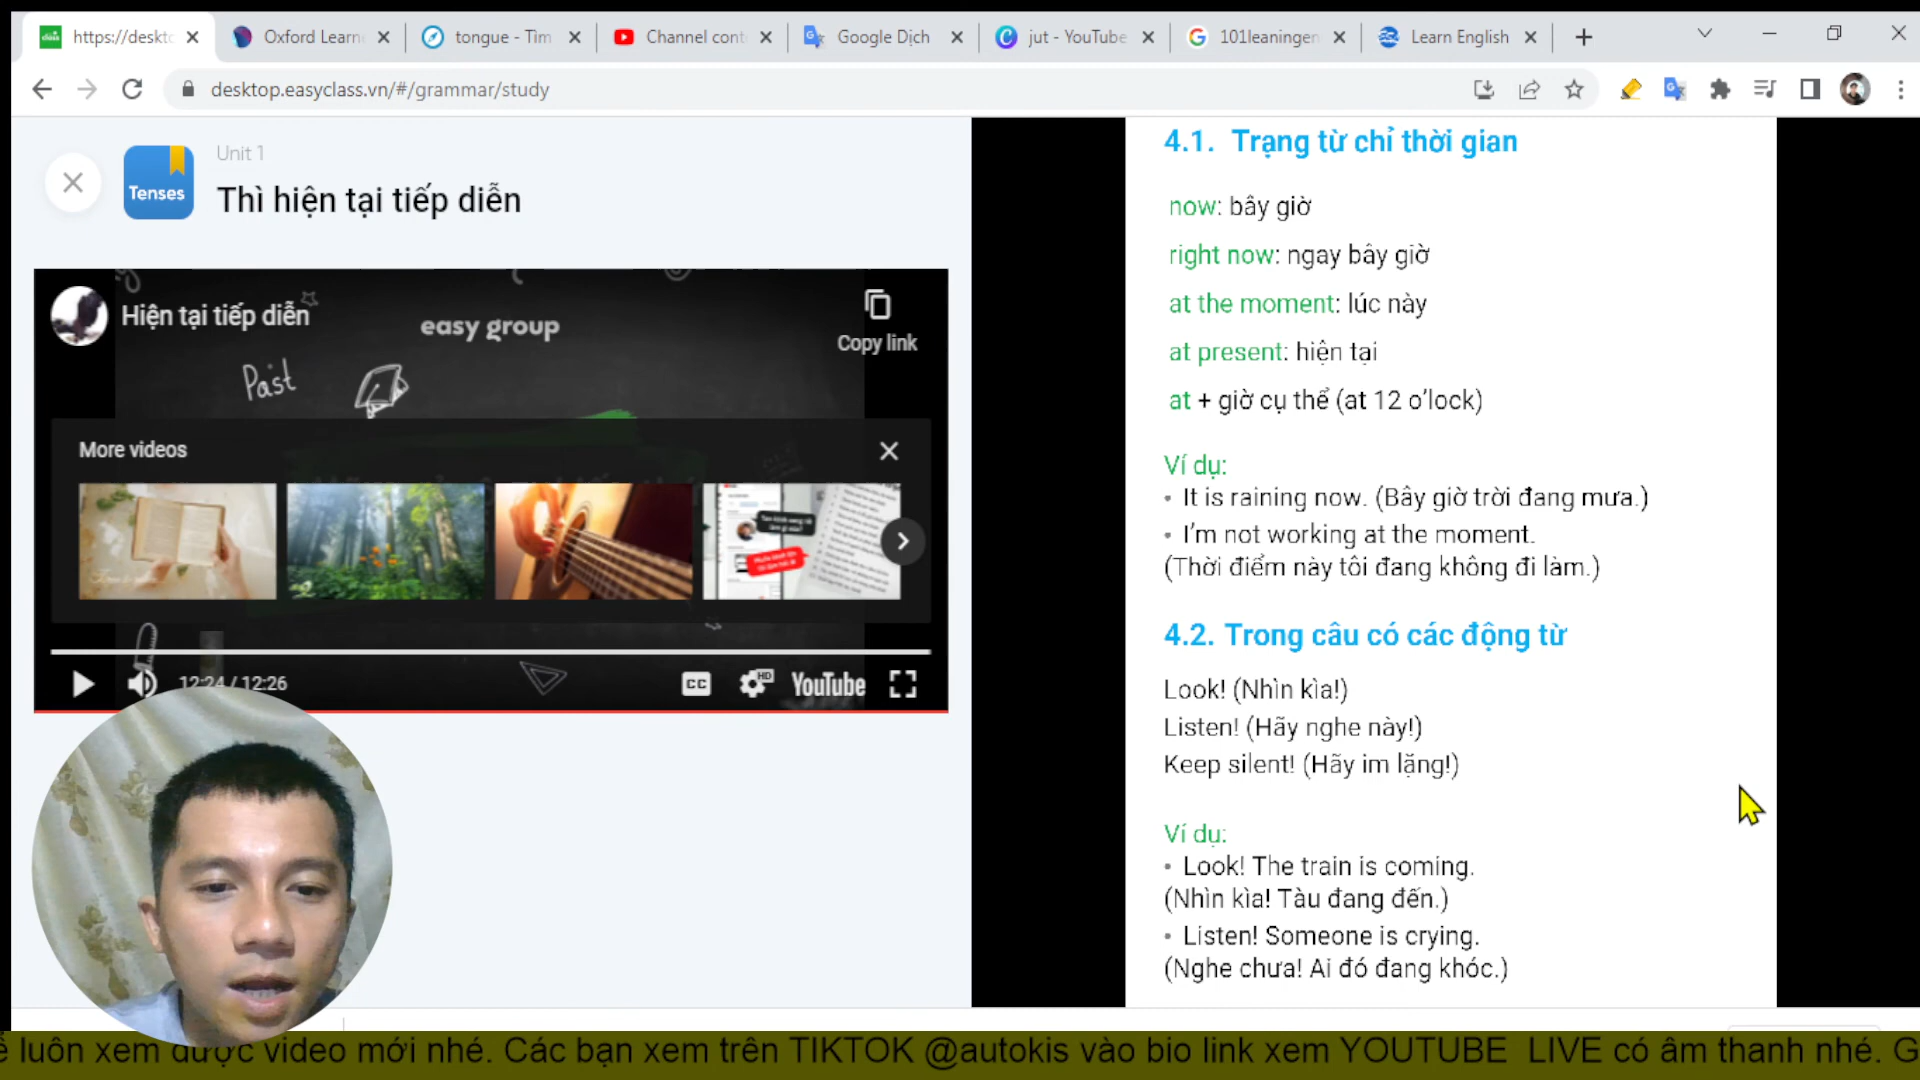 https://deskto
Oxford Learn
tongue - Tìm
Channel cont
Google Dịch
jut - YouTube
101leaningen
Learn English
desktop.easyclass.vn/#/grammar/study
Unit 1
Tenses
Thì hiện tại tiếp diễn
Hiện tại tiếp diễn
easy group
Copy link
Past
More videos
12:24 / 12:26
CC
HD
YouTube
4.1. Trạng từ chỉ thời gian
now: bây giờ
right now: ngay bây giờ
at the moment: lúc này
at present: hiện tại
at + giờ cụ thể (at 12 o'lock)
Ví dụ:
• It is raining now. (Bây giờ trời đang mưa.)
• I'm not working at the moment.
(Thời điểm này tôi đang không đi làm.)
4.2. Trong câu có các động từ
Look! (Nhìn kìa!)
Listen! (Hãy nghe này!)
Keep silent! (Hãy im lặng!)
Ví dụ:
• Look! The train is coming.
(Nhìn kìa! Tàu đang đến.)
• Listen! Someone is crying.
(Nghe chưa! Ai đó đang khóc.)
ể luôn xem được video mới nhé. Các bạn xem trên TIKTOK @autokis vào bio link xem YOUTUBE LIVE có âm thanh nhé. G